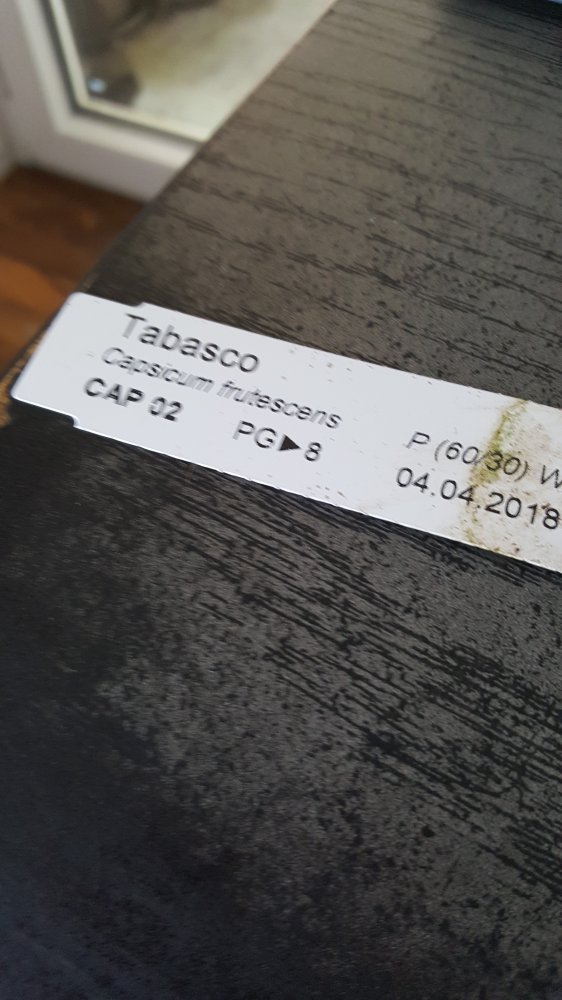 Tabasco
Capsicum frutescens
CAP 02
PG▶8
P (60/30) W
04.04.2018